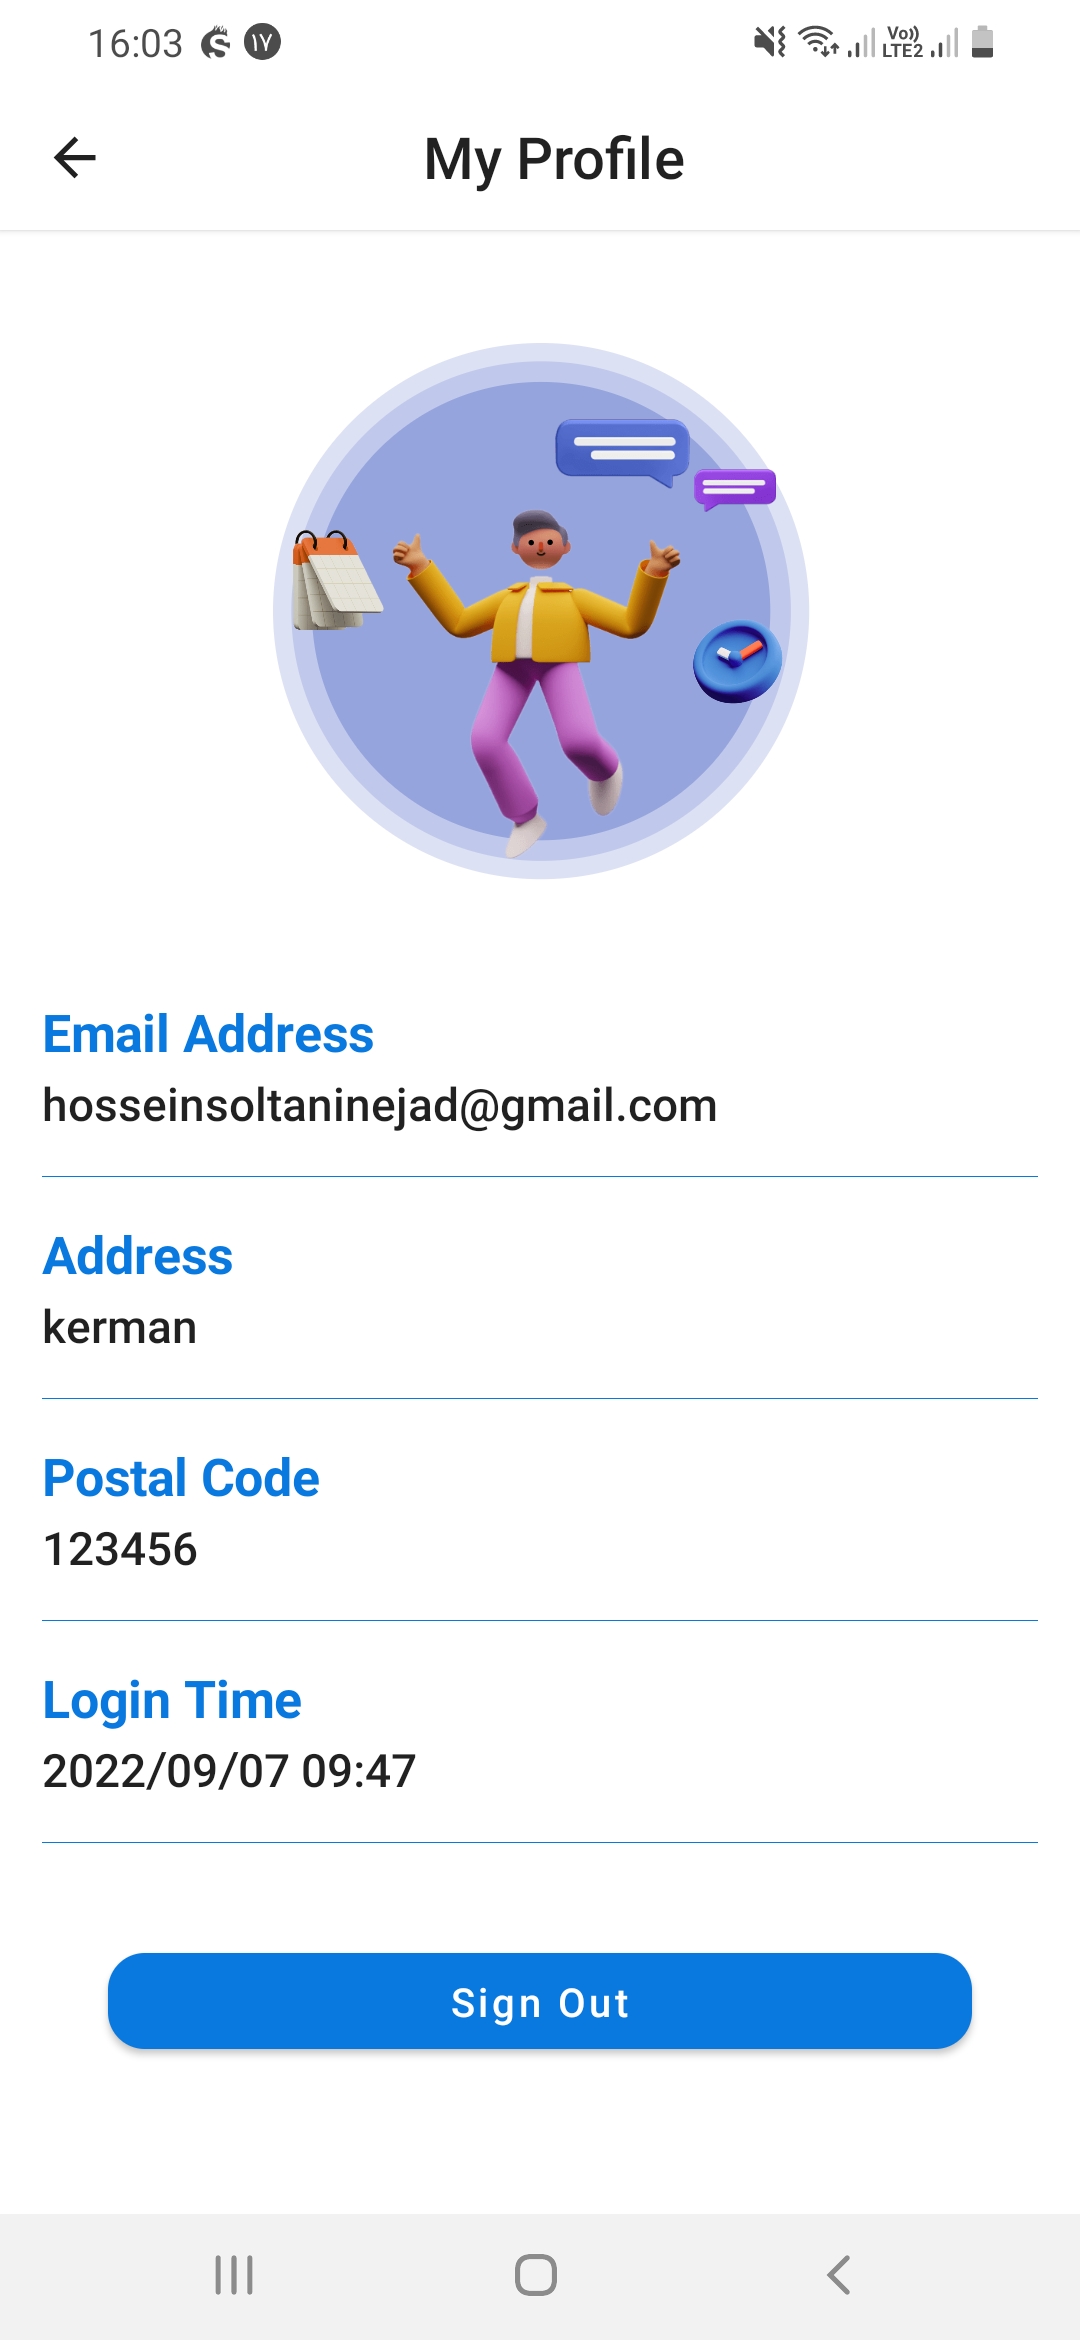 16:03 ۱۷ Vo)) LTE2
My Profile
Email Address
hosseinsoltaninejad@gmail.com
Address
kerman
Postal Code
123456
Login Time
2022/09/07 09:47
Sign Out